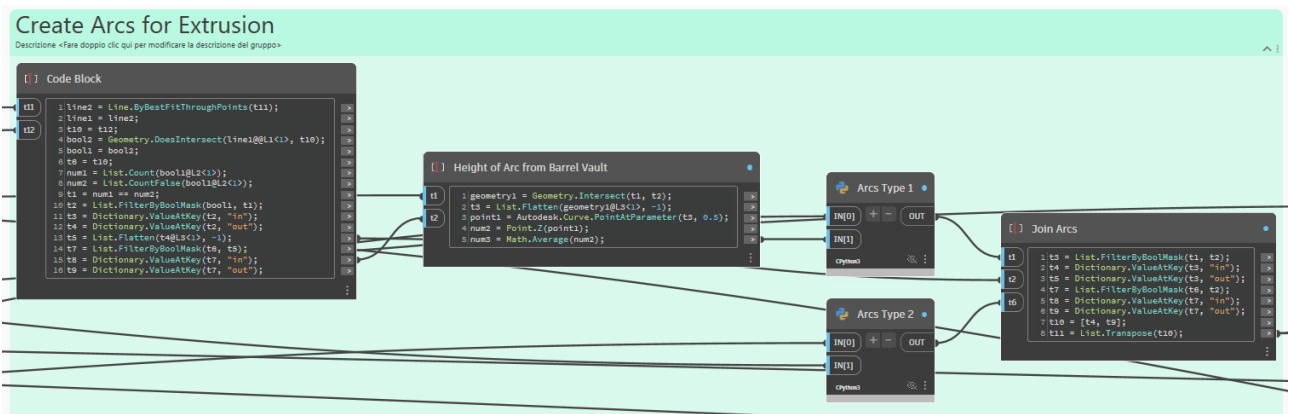 Create Arcs for Extrusion
Descrizione <Fare doppio clic qui per modificare la descrizione del gruppo>
Code Block
t11
t12
1 line2 = Line.ByBestFitThroughPoints(t11);
2 line1 = line2;
3 t10 = t12;
4 bool2 = Geometry.DoesIntersect(line1@@L1<1>, t10);
5 bool1 = bool2;
6 t6 = t10;
7 num1 = List.Count(bool1@L2<1>);
8 num2 = List.CountFalse(bool1@L2<1>);
9 t1 = num1 == num2;
10 t2 = List.FilterByBoolMask(bool1, t1);
11 t3 = Dictionary.ValueAtKey(t2, "in");
12 t4 = Dictionary.ValueAtKey(t2, "out");
13 t5 = List.Flatten(t4@L3<1>, -1);
14 t7 = List.FilterByBoolMask(t6, t5);
15 t8 = Dictionary.ValueAtKey(t7, "in");
16 t9 = Dictionary.ValueAtKey(t7, "out");
Height of Arc from Barrel Vault
t1
t2
1 geometry1 = Geometry.Intersect(t1, t2);
2 t3 = List.Flatten(geometry1@L3<1>, -1);
3 point1 = Autodesk.Curve.PointAtParameter(t3, 0.5);
4 num2 = Point.Z(point1);
5 num3 = Math.Average(num2);
Arcs Type 1
IN[0] + − OUT
IN[1]
CPython3
Arcs Type 2
IN[0] + − OUT
IN[1]
CPython3
Join Arcs
t1
t2
t6
1 t3 = List.FilterByBoolMask(t1, t2);
2 t4 = Dictionary.ValueAtKey(t3, "in");
3 t5 = Dictionary.ValueAtKey(t3, "out");
4 t7 = List.FilterByBoolMask(t6, t2);
5 t8 = Dictionary.ValueAtKey(t7, "in");
6 t9 = Dictionary.ValueAtKey(t7, "out");
7 t10 = [t4, t9];
8 t11 = List.Transpose(t10);